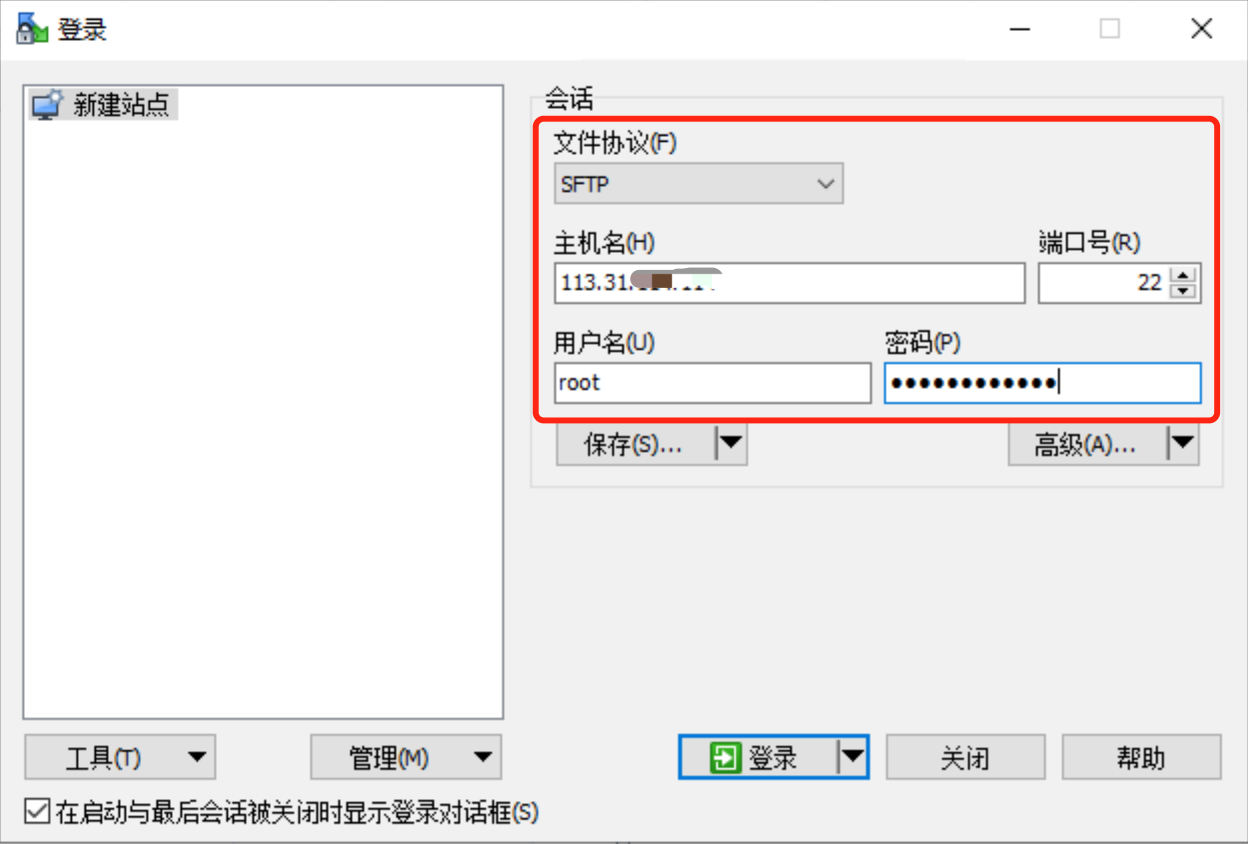 登录
新建站点
会话
文件协议(F)
SFTP
主机名(H)
端口号(R)
113.31.
22
用户名(U)
密码(P)
root
保存(S)...
高级(A)...
工具(T)
管理(M)
登录
关闭
帮助
在启动与最后会话被关闭时显示登录对话框(S)